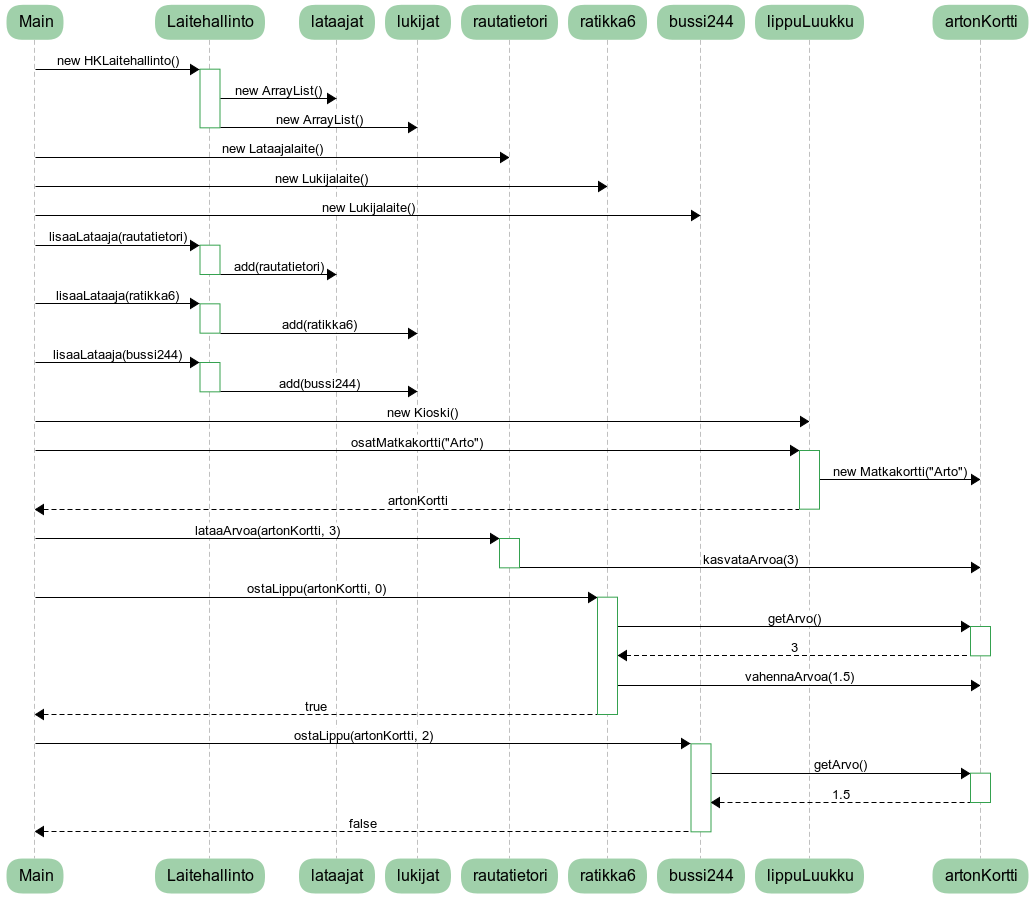 Main Laitehallinto lataajat lukijat rautatietori ratikka6 bussi244 lippuLuukku artonKortti
new HKLaitehallinto()
new ArrayList()
new ArrayList()
new Lataajalaite()
new Lukijalaite()
new Lukijalaite()
lisaaLataaja(rautatietori)
add(rautatietori)
lisaaLataaja(ratikka6)
add(ratikka6)
lisaaLataaja(bussi244)
add(bussi244)
new Kioski()
osatMatkakortti("Arto")
new Matkakortti("Arto")
artonKortti
lataaArvoa(artonKortti, 3)
kasvataArvoa(3)
ostaLippu(artonKortti, 0)
getArvo()
3
vahennaArvoa(1.5)
true
ostaLippu(artonKortti, 2)
getArvo()
1.5
false
Main Laitehallinto lataajat lukijat rautatietori ratikka6 bussi244 lippuLuukku artonKortti